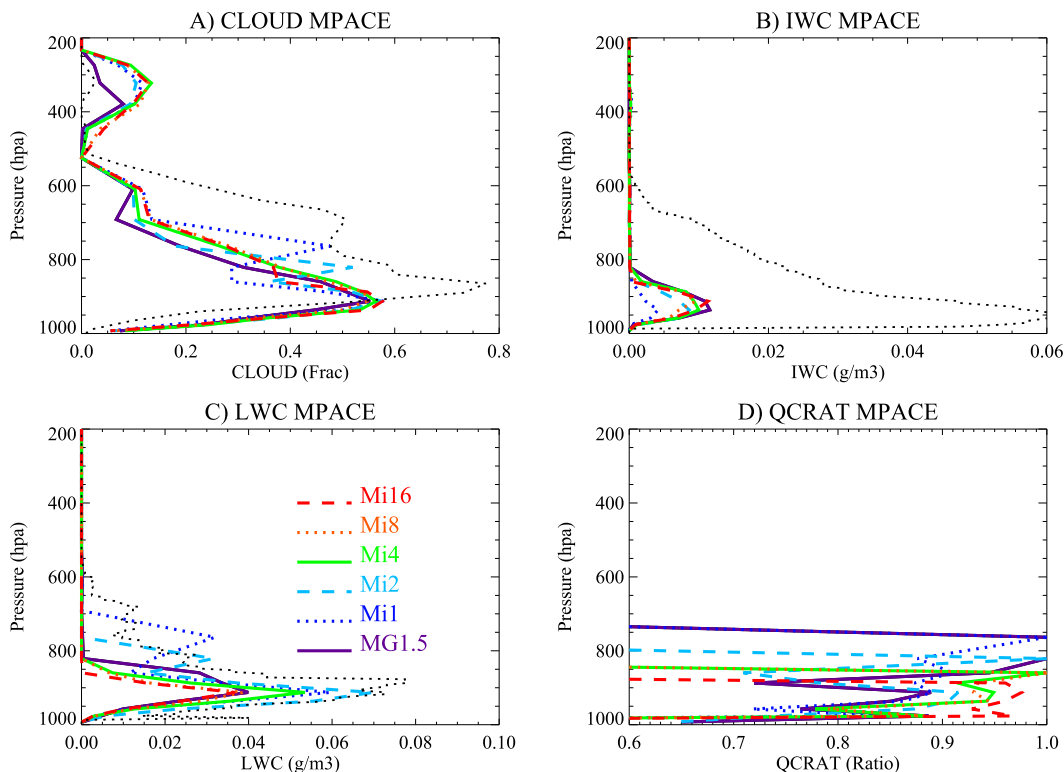 A) CLOUD MPACE
200
400
600
800
1000
Pressure (hpa)
0.0 0.2 0.4 0.6 0.8
CLOUD (Frac)
B) IWC MPACE
200
400
600
800
1000
Pressure (hpa)
0.00 0.02 0.04 0.06
IWC (g/m3)
C) LWC MPACE
200
400
600
800
1000
Pressure (hpa)
Mi16
Mi8
Mi4
Mi2
Mi1
MG1.5
0.00 0.02 0.04 0.06 0.08 0.10
LWC (g/m3)
D) QCRAT MPACE
200
400
600
800
1000
Pressure (hpa)
0.6 0.7 0.8 0.9 1.0
QCRAT (Ratio)